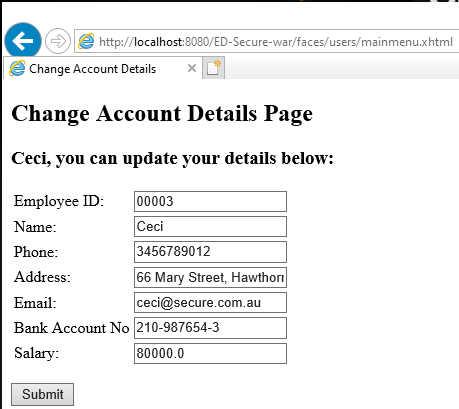 http://localhost:8080/ED-Secure-war/faces/users/mainmenu.xhtml
Change Account Details
Change Account Details Page
Ceci, you can update your details below:
Employee ID: 00003
Name: Ceci
Phone: 3456789012
Address: 66 Mary Street, Hawthorn
Email: ceci@secure.com.au
Bank Account No 210-987654-3
Salary: 80000.0
Submit